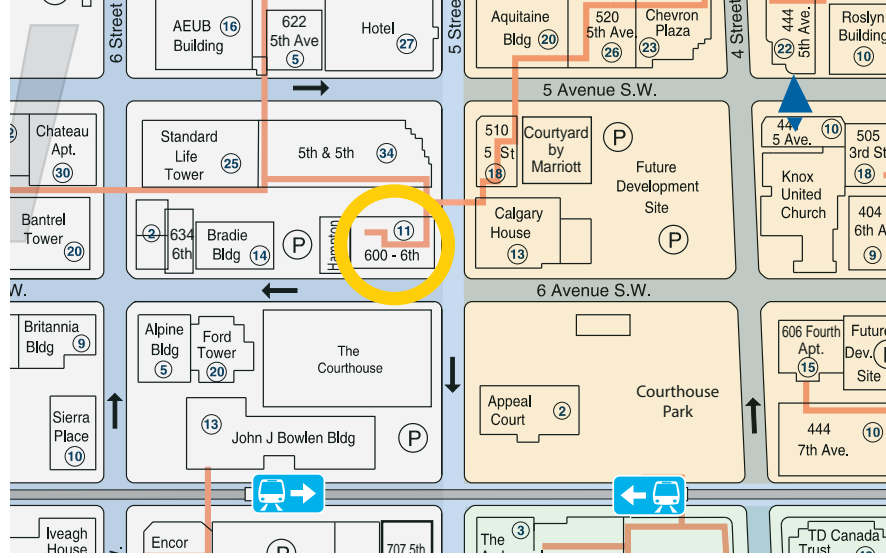 6 Street
AEUB
Building
16
622
5th Ave
5
Hotel
27
5 Stree
Aquitaine
Bldg
20
520
5th Ave.
26
Chevron
Plaza
23
4 Street
444
5th Ave.
22
Roslyn
Building
10
5 Avenue S.W.
Chateau
Apt.
30
Standard
Life
Tower
25
5th & 5th
34
510
5 St
18
Courtyard
by
Marriott
P
Future
Development
Site
P
5 Ave.
10
505
3rd St
18
Knox
United
Church
Bantrel
Tower
20
2
634
6th
Bradie
Bldg
14
P
Hampton
11
600 - 6th
Calgary
House
13
404
6th A
9
W.
6 Avenue S.W.
Britannia
Bldg
9
Alpine
Bldg
5
Ford
Tower
20
The
Courthouse
606 Fourth
Apt.
15
Future
Dev.
Site
Sierra
Place
10
13
John J Bowlen Bldg
P
Appeal
Court
2
Courthouse
Park
444
7th Ave.
10
Iveagh
House
Encor
P
707 5th
The
3
TD Canada
Trust